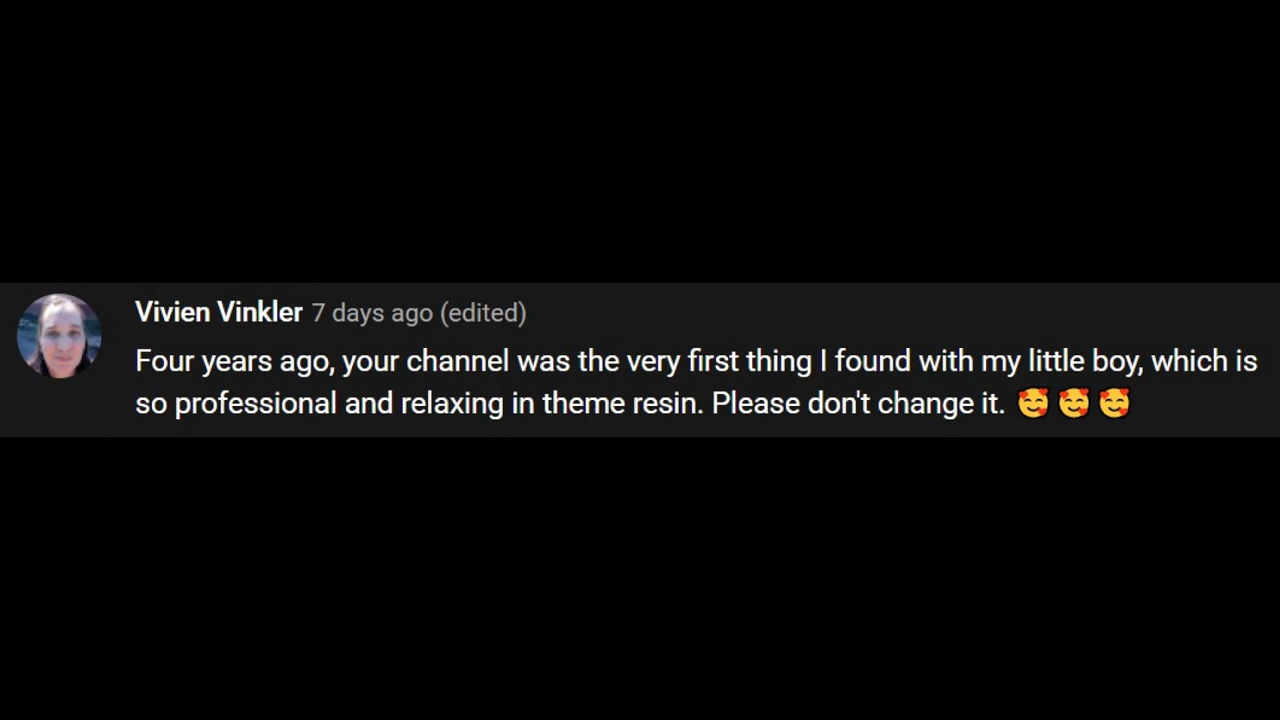 Vivien Vinkler 7 days ago (edited)
Four years ago, your channel was the very first thing I found with my little boy, which is
so professional and relaxing in theme resin. Please don't change it. 🥰 🥰 🥰